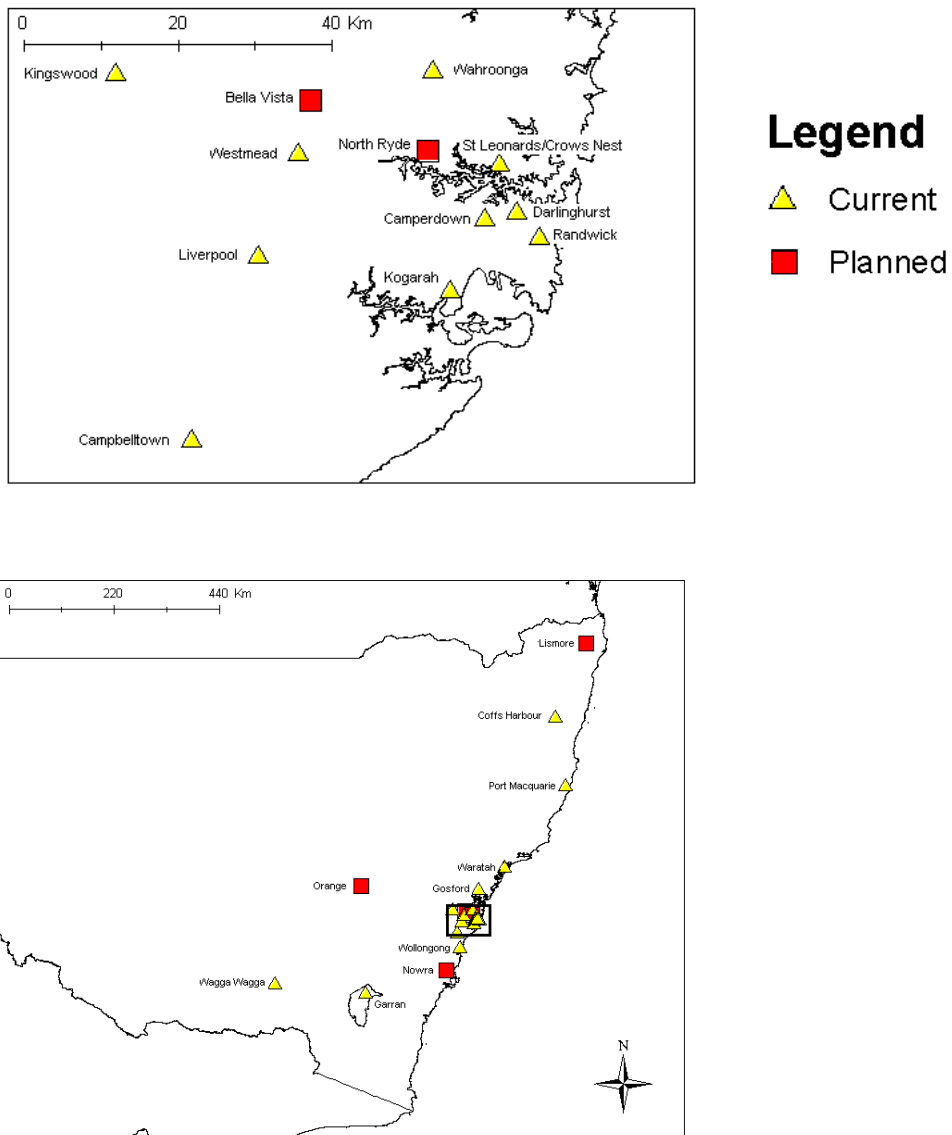 0 20 40 Km
Kingswood
Wahroonga
Bella Vista
North Ryde
St Leonards/Crows Nest
Westmead
Camperdown
Darlinghurst
Randwick
Liverpool
Kogarah
Campbelltown
Legend
Current
Planned
0 220 440 Km
Lismore
Coffs Harbour
Port Macquarie
Waratah
Orange
Gosford
Wollongong
Nowra
Wagga Wagga
Garran
N